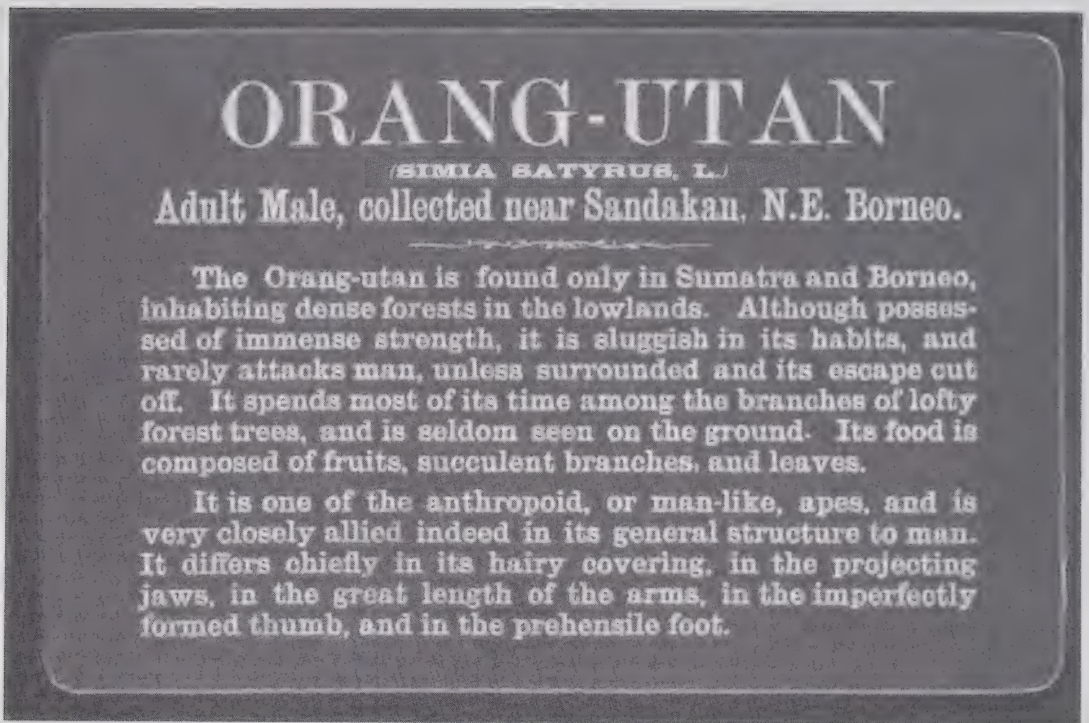 ORANG-UTAN
(SIMIA SATYRUS, L.)
Adult Male, collected near Sandakan, N.E. Borneo.
The Orang-utan is found only in Sumatra and Borneo,
inhabiting dense forests in the lowlands. Although posses-
sed of immense strength, it is sluggish in its habits, and
rarely attacks man, unless surrounded and its escape cut
off. It spends most of its time among the branches of lofty
forest trees, and is seldom seen on the ground. Its food is
composed of fruits, succulent branches, and leaves.
It is one of the anthropoid, or man-like, apes, and is
very closely allied indeed in its general structure to man.
It differs chiefly in its hairy covering, in the projecting
jaws, in the great length of the arms, in the imperfectly
formed thumb, and in the prehensile foot.